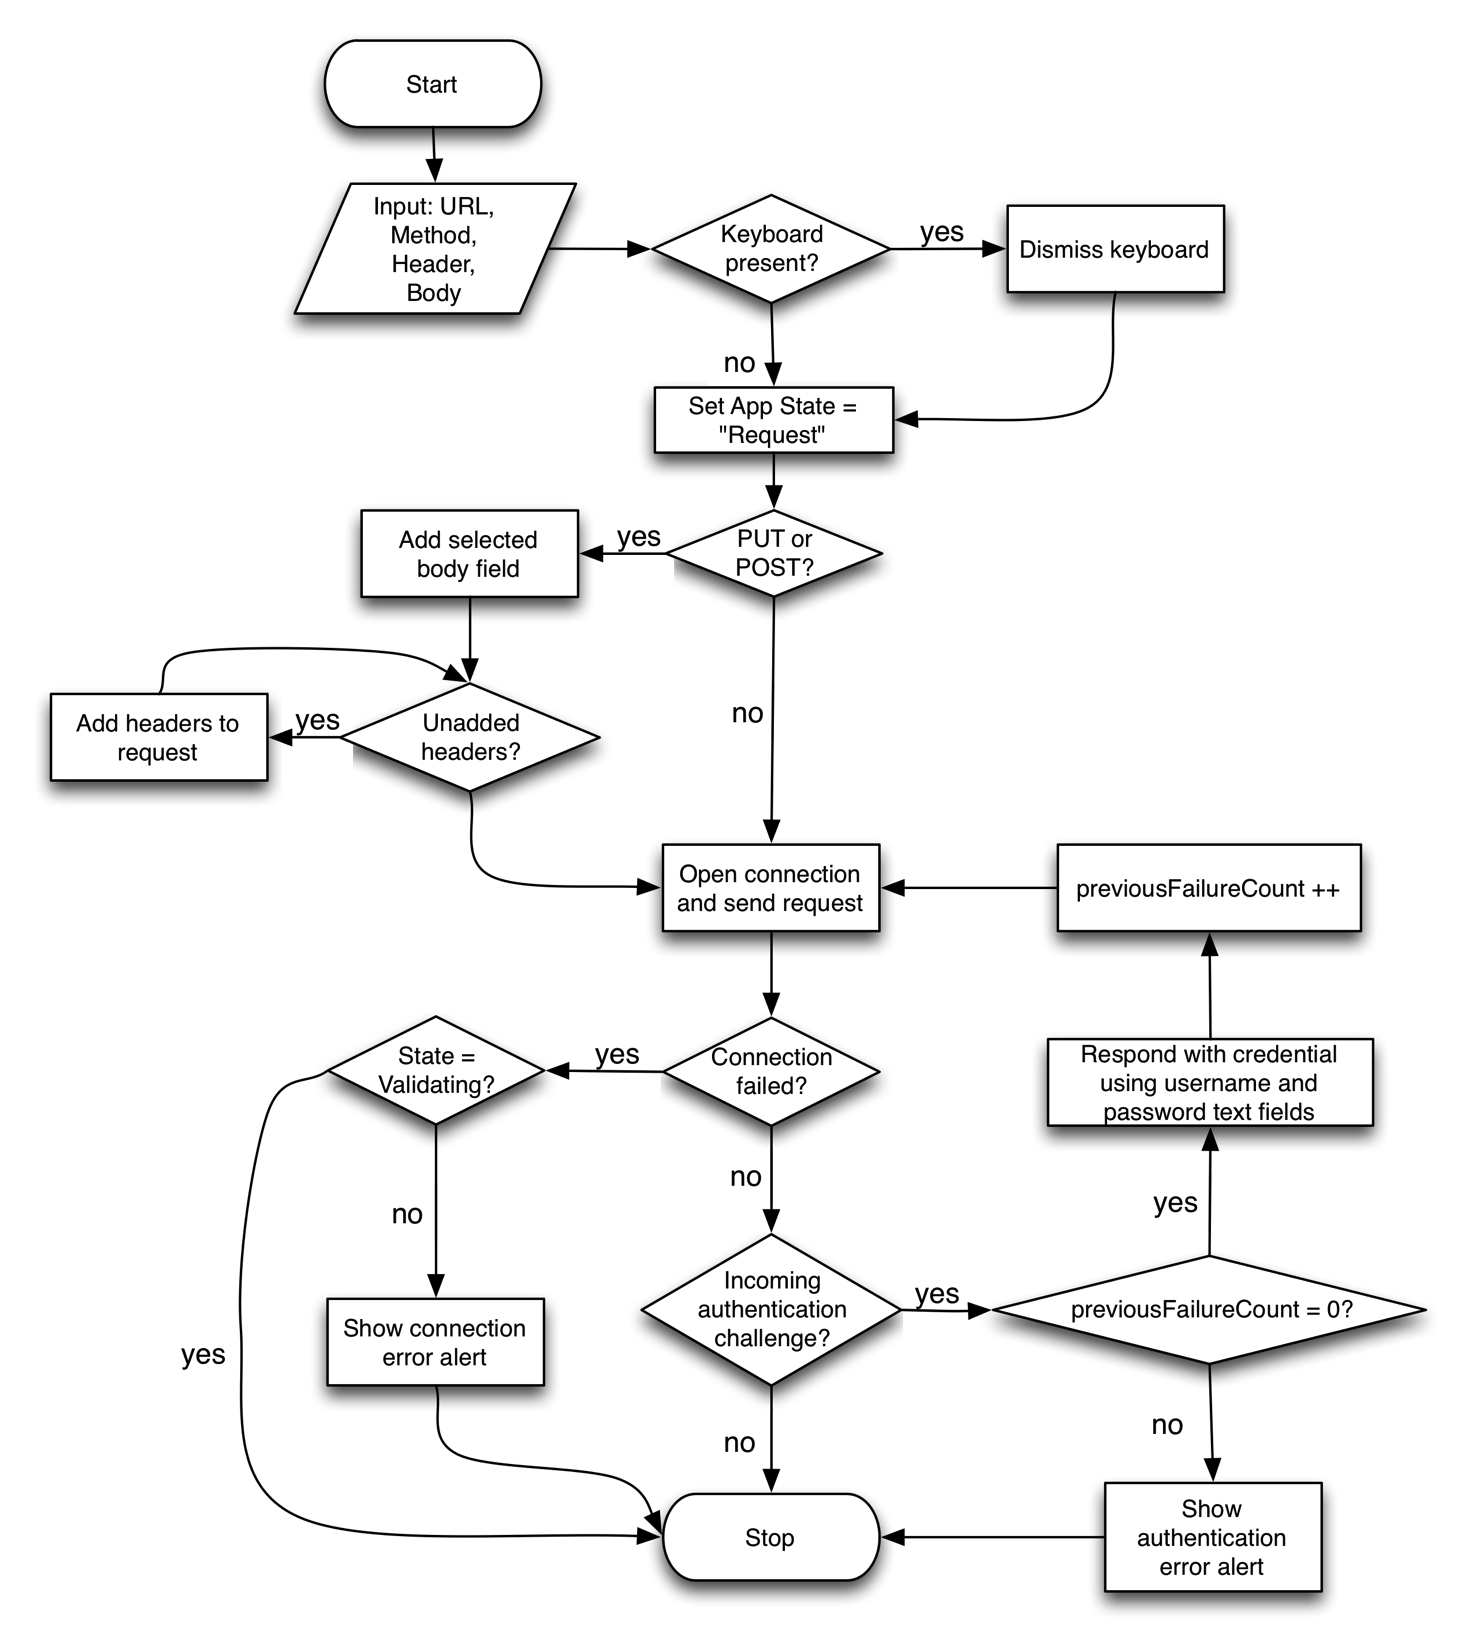 Start
Input: URL,
Method,
Header,
Body
Keyboard
present?
yes
Dismiss keyboard
no
Set App State =
"Request"
PUT or
POST?
yes
Add selected
body field
no
Unadded
headers?
yes
Add headers to
request
Open connection
and send request
previousFailureCount ++
Connection
failed?
yes
State =
Validating?
Respond with credential
using username and
password text fields
no
no
yes
yes
Incoming
authentication
challenge?
yes
previousFailureCount = 0?
Show connection
error alert
no
no
Stop
Show
authentication
error alert